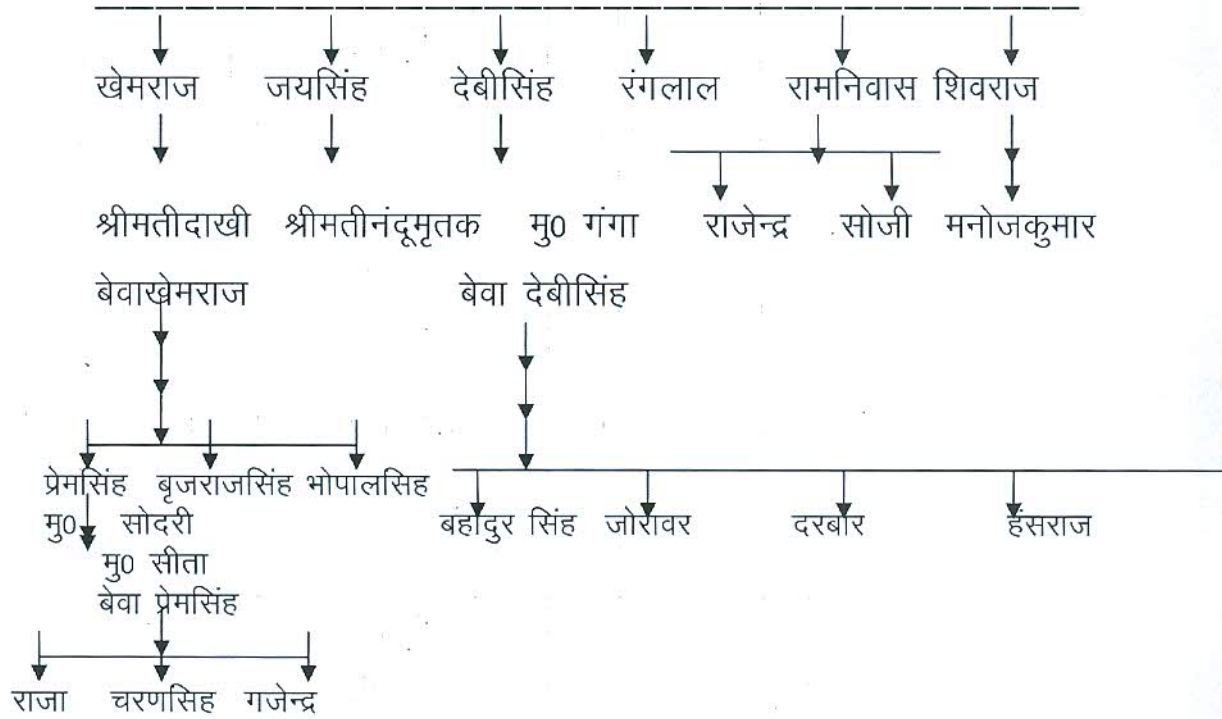 खेमराज जयसिंह देबीसिंह रंगलाल रामनिवास शिवराज
श्रीमतीदाखी श्रीमतीनंदूमृतक मु0 गंगा राजेन्द्र सोजी मनोजकुमार
बेवाखेमराज बेवा देबीसिंह
प्रेमसिंह बृजराजसिंह भोपालसिह
मु0 सोदरी बहादुर सिंह जोरावर दरबार हंसराज
मु0 सीता
बेवा प्रेमसिंह
राजा चरणसिह गजेन्द्र